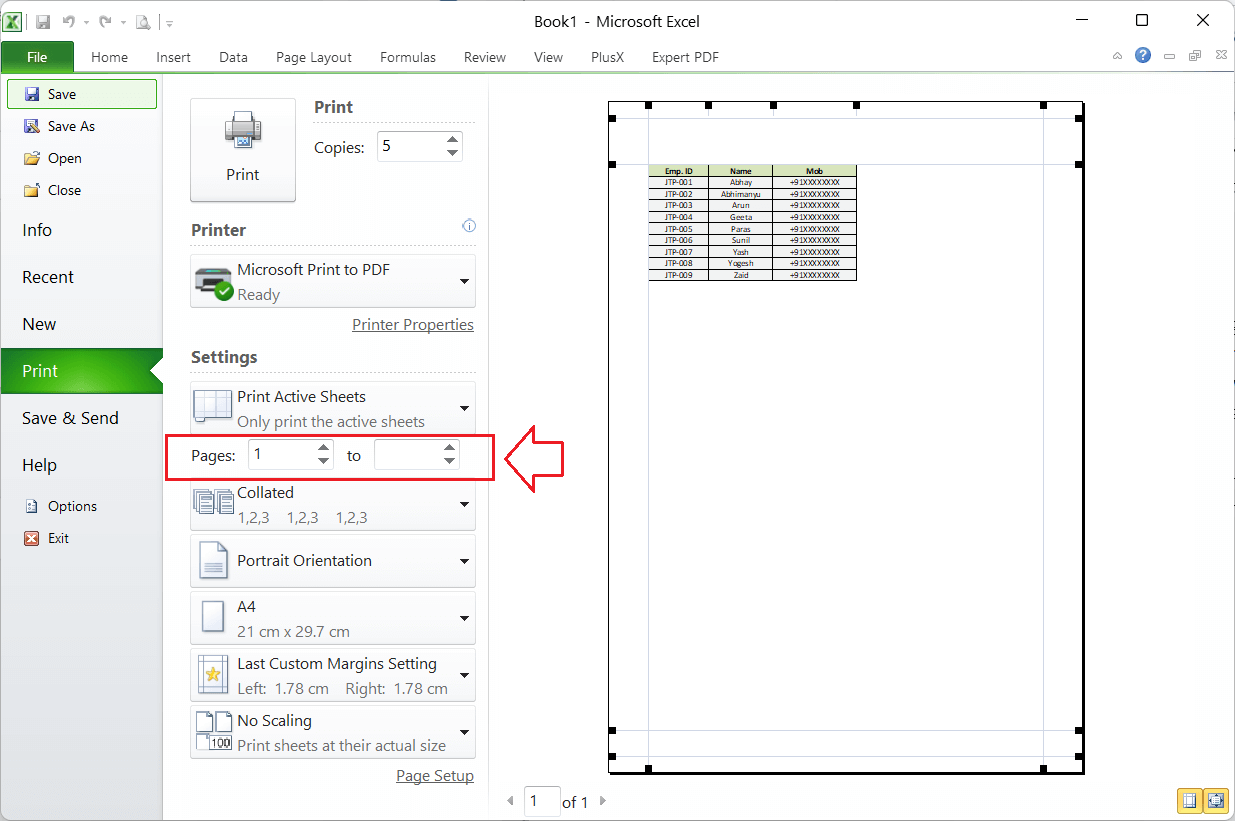 Book1 - Microsoft Excel
File Home Insert Data Page Layout Formulas Review View PlusX Expert PDF
Save
Save As
Open
Close
Info
Recent
New
Print
Save & Send
Help
Options
Exit
Print
Print
Copies: 5
Printer
Microsoft Print to PDF
Ready
Printer Properties
Settings
Print Active Sheets
Only print the active sheets
Pages: 1 to
Collated
1,2,3 1,2,3 1,2,3
Portrait Orientation
A4
21 cm x 29.7 cm
Last Custom Margins Setting
Left: 1.78 cm Right: 1.78 cm
No Scaling
100
Print sheets at their actual size
Page Setup
Emp. ID Name Mob
JTP-001 Abhay +91XXXXXXXX
JTP-002 Abhimanyu +91XXXXXXXX
JTP-003 Arun +91XXXXXXXX
JTP-004 Geeta +91XXXXXXXX
JTP-005 Paras +91XXXXXXXX
JTP-006 Sunil +91XXXXXXXX
JTP-007 Yash +91XXXXXXXX
JTP-008 Yogesh +91XXXXXXXX
JTP-009 Zaid +91XXXXXXXX
1 of 1